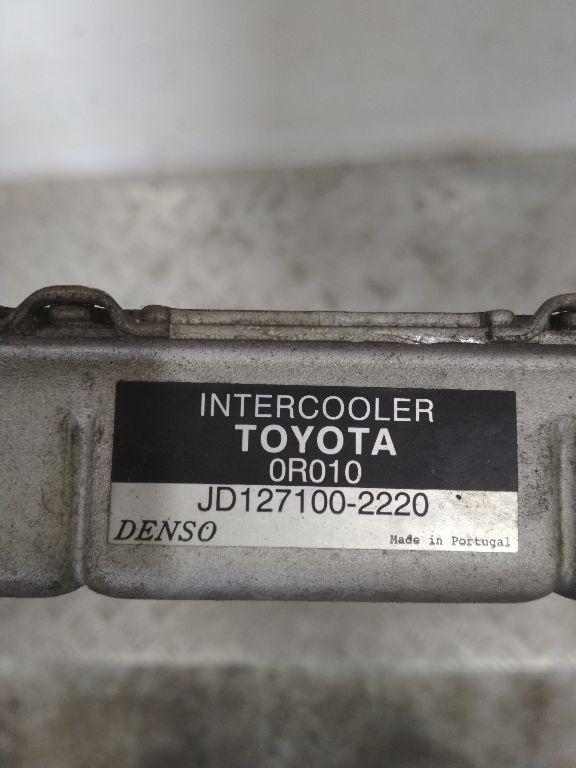 INTERCOOLER
TOYOTA
0R010
JD127100-2220
DENSO
Made in Portugal